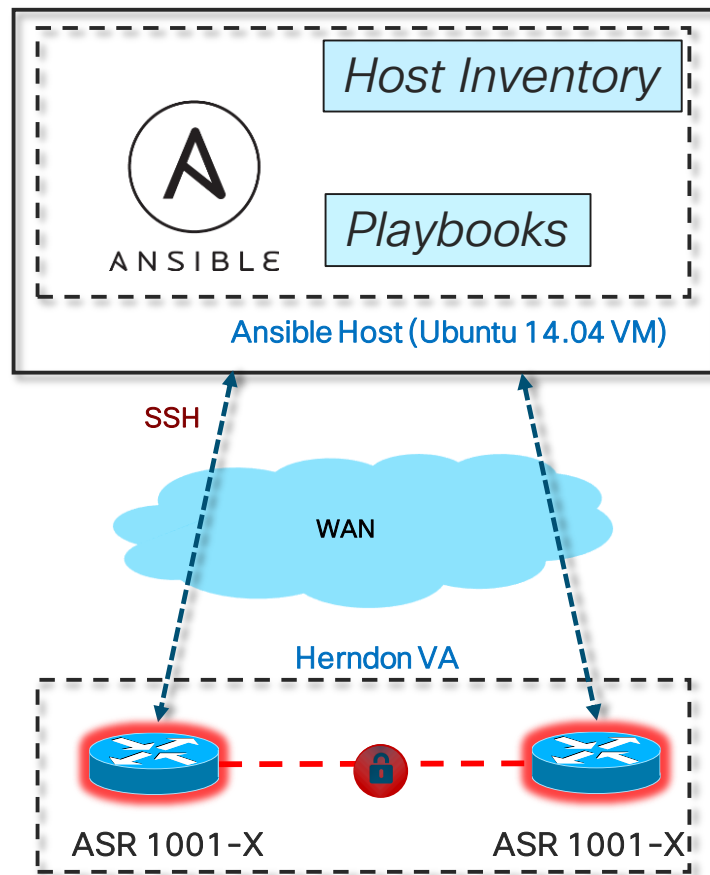 Host Inventory
ANSIBLE
Playbooks
Ansible Host (Ubuntu 14.04 VM)
SSH
WAN
Herndon VA
ASR 1001-X
ASR 1001-X